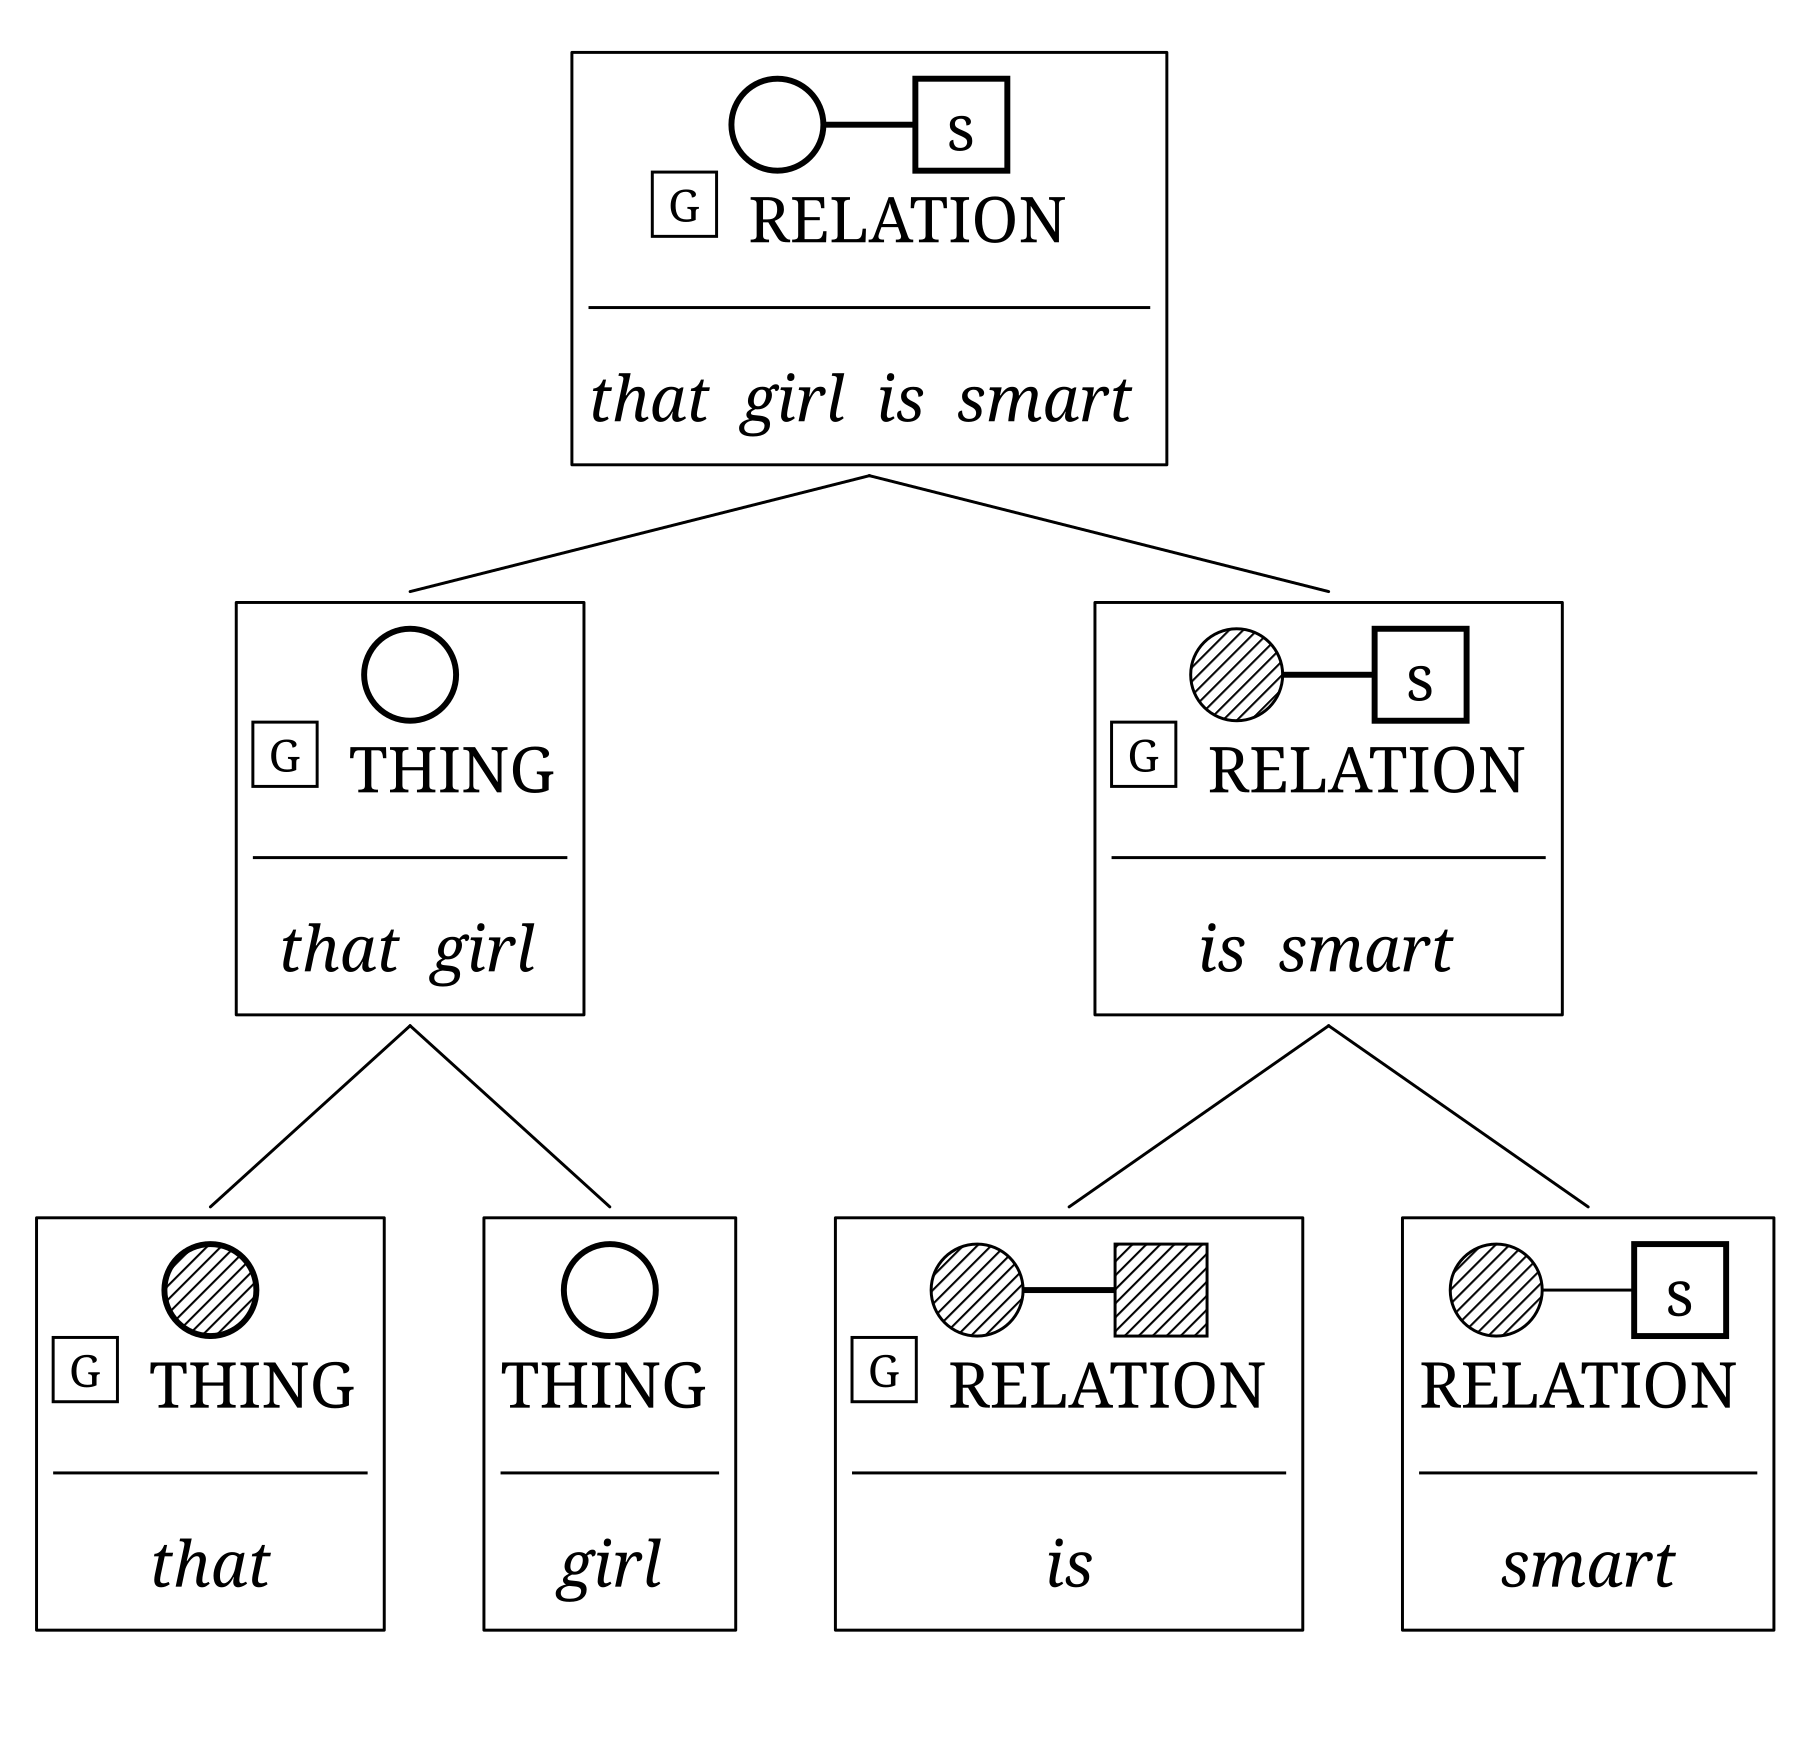 s
G RELATION
that girl is smart
G THING
that girl
s
G RELATION
is smart
G THING
that
THING
girl
G RELATION
is
s
RELATION
smart